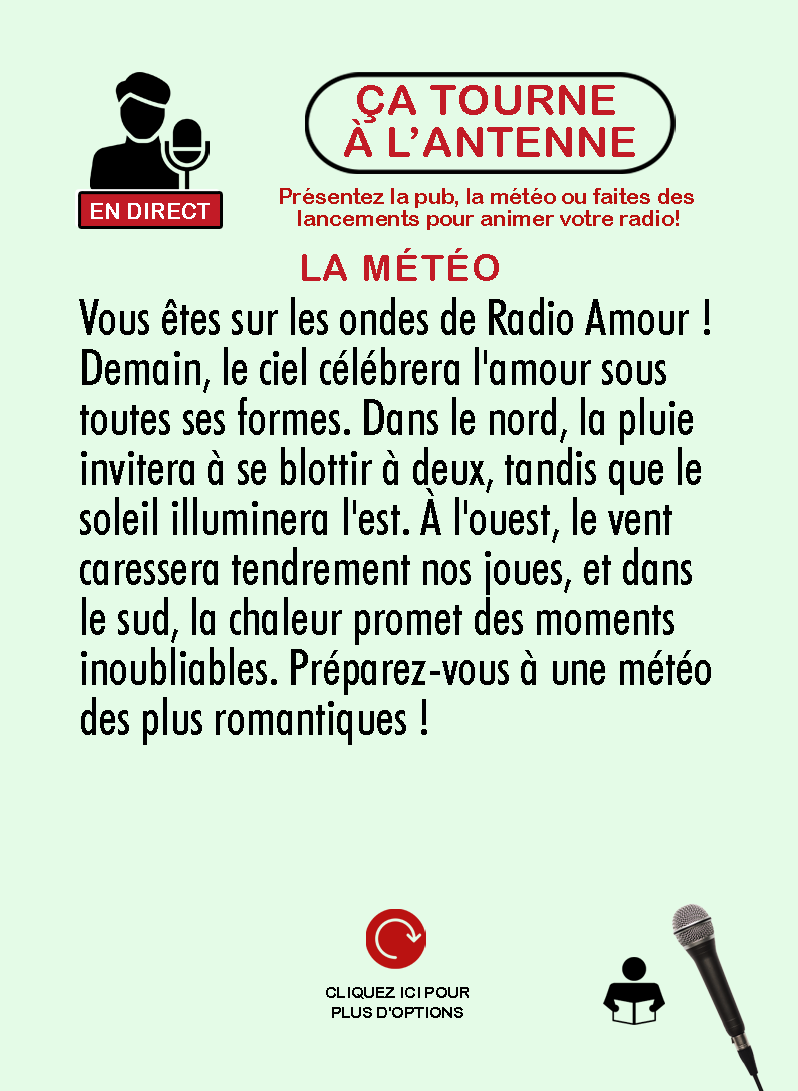 ÇA TOURNE
À L’ANTENNE
EN DIRECT
Présentez la pub, la météo ou faites des
lancements pour animer votre radio!
LA MÉTÉO
Vous êtes sur les ondes de Radio Amour !
Demain, le ciel célébrera l'amour sous
toutes ses formes. Dans le nord, la pluie
invitera à se blottir à deux, tandis que le
soleil illuminera l'est. À l'ouest, le vent
caressera tendrement nos joues, et dans
le sud, la chaleur promet des moments
inoubliables. Préparez-vous à une météo
des plus romantiques !
CLIQUEZ ICI POUR
PLUS D'OPTIONS